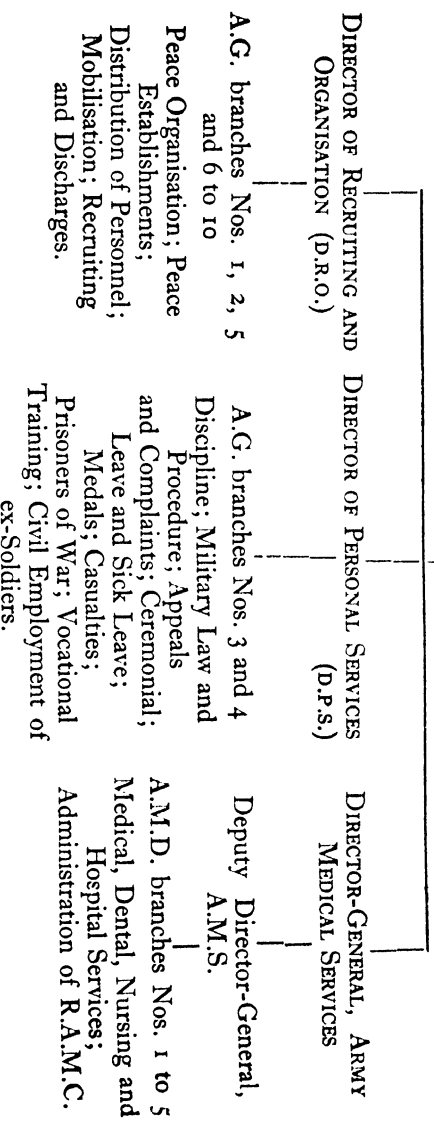 DIRECTOR OF RECRUITING AND
ORGANISATION (D.R.O.)
A.G. branches Nos. 1, 2, 5
and 6 to 10
Peace Organisation; Peace
Establishments;
Distribution of Personnel;
Mobilisation; Recruiting
and Discharges.
DIRECTOR OF PERSONAL SERVICES
(D.P.S.)
A.G. branches Nos. 3 and 4
Discipline; Military Law and
Procedure; Appeals
and Complaints; Ceremonial;
Leave and Sick Leave;
Medals; Casualties;
Prisoners of War; Vocational
Training; Civil Employment of
ex-Soldiers.
DIRECTOR-GENERAL, ARMY
MEDICAL SERVICES
Deputy Director-General,
A.M.S.
A.M.D. branches Nos. 1 to 5
Medical, Dental, Nursing and
Hospital Services;
Administration of R.A.M.C.